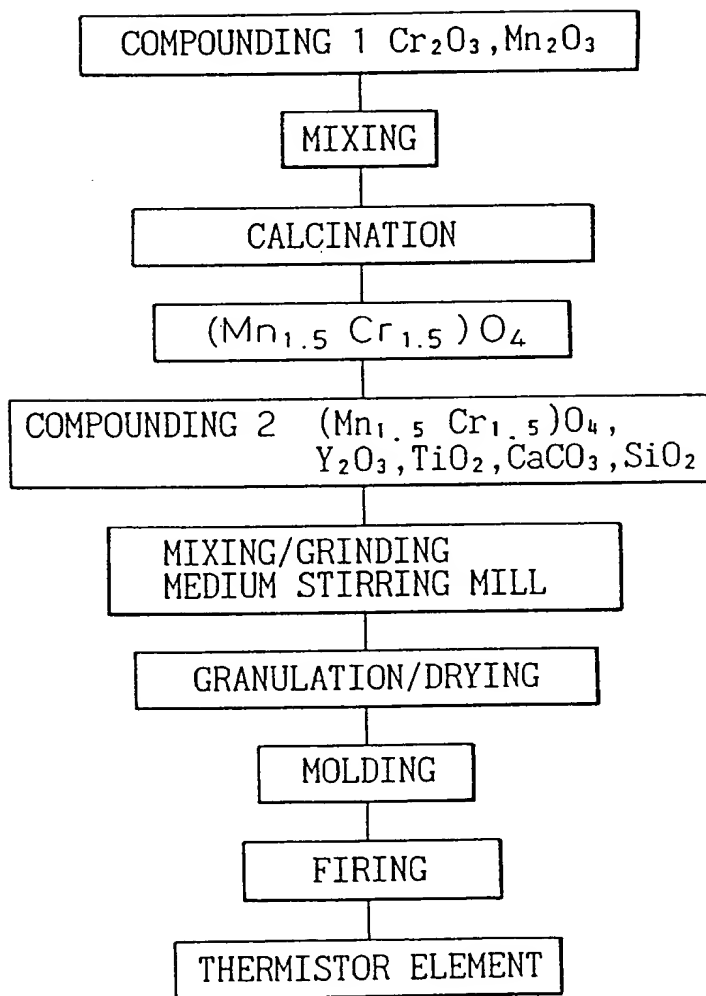 COMPOUNDING 1 Cr₂O₃,Mn₂O₃
MIXING
CALCINATION
(Mn₁.₅ Cr₁.₅)O₄
COMPOUNDING 2 (Mn₁.₅ Cr₁.₅)O₄,
Y₂O₃,TiO₂,CaCO₃,SiO₂
MIXING/GRINDING
MEDIUM STIRRING MILL
GRANULATION/DRYING
MOLDING
FIRING
THERMISTOR ELEMENT